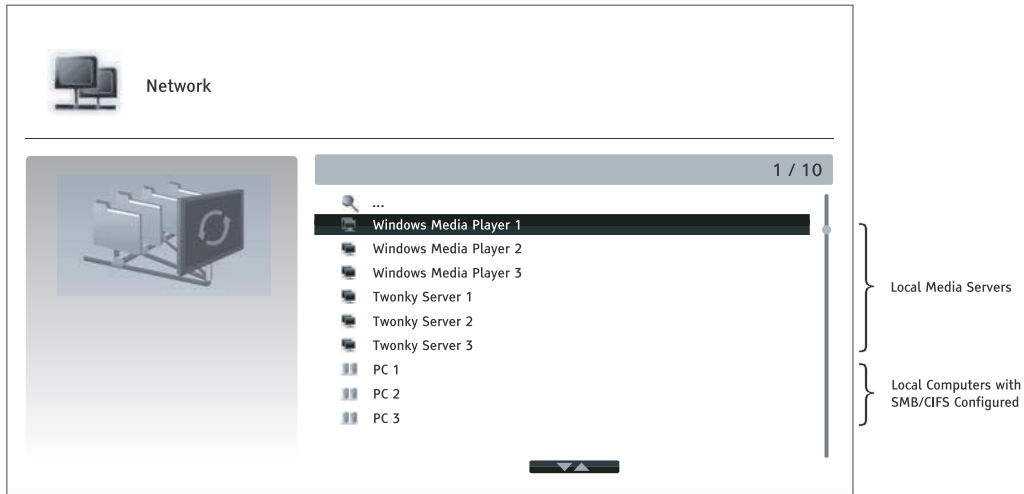 Network
1 / 10
...
Windows Media Player 1
Windows Media Player 2
Windows Media Player 3
Twonky Server 1
Twonky Server 2
Twonky Server 3
PC 1
PC 2
PC 3
Local Media Servers
Local Computers with
SMB/CIFS Configured